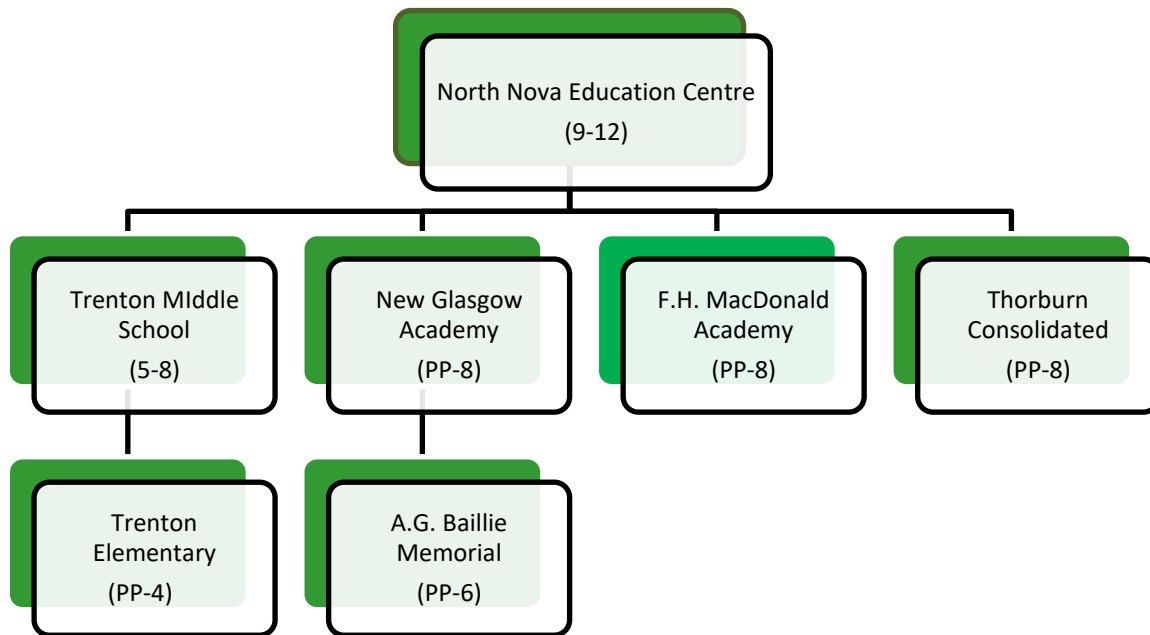 North Nova Education Centre
(9-12)
Trenton MIddle
School
(5-8)
New Glasgow
Academy
(PP-8)
F.H. MacDonald
Academy
(PP-8)
Thorburn
Consolidated
(PP-8)
Trenton
Elementary
(PP-4)
A.G. Baillie
Memorial
(PP-6)